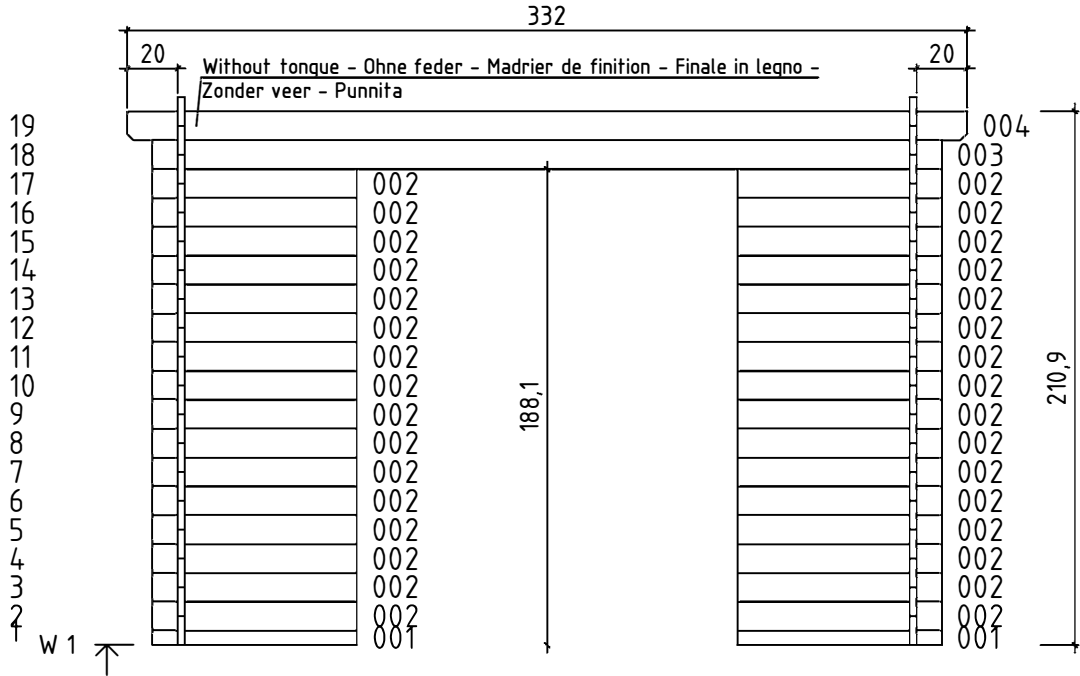 332
20
20
Without tongue - Ohne feder - Madrier de finition - Finale in legno -
Zonder veer - Punnita
19
004
18
003
17 002 002
16 002 002
15 002 002
14 002 002
13 002 002
12 002 002
11 002 002
10 002 002
9 002 002
8 002 002
7 002 002
6 002 002
5 002 002
4 002 002
3 002 002
2 002 002
1 001 001
W 1
188,1
210,9